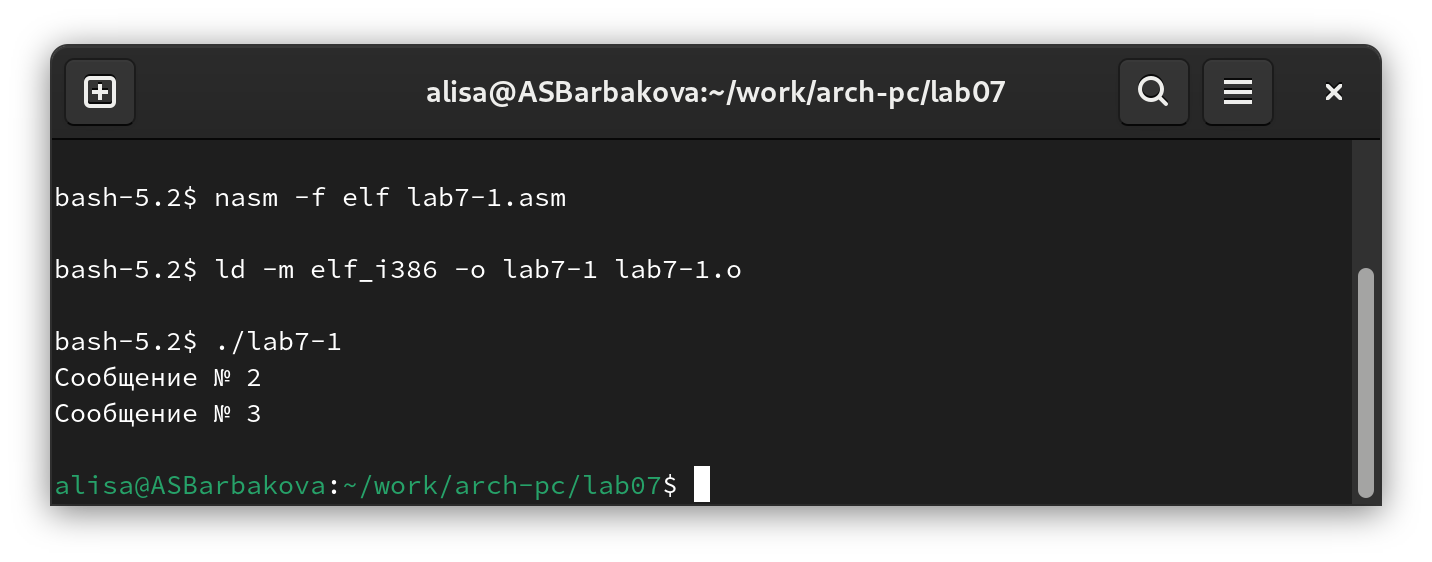 alisa@ASBarbakova:~/work/arch-pc/lab07
bash-5.2$ nasm -f elf lab7-1.asm
bash-5.2$ ld -m elf_i386 -o lab7-1 lab7-1.o
bash-5.2$ ./lab7-1
Сообщение № 2
Сообщение № 3
alisa@ASBarbakova:~/work/arch-pc/lab07$